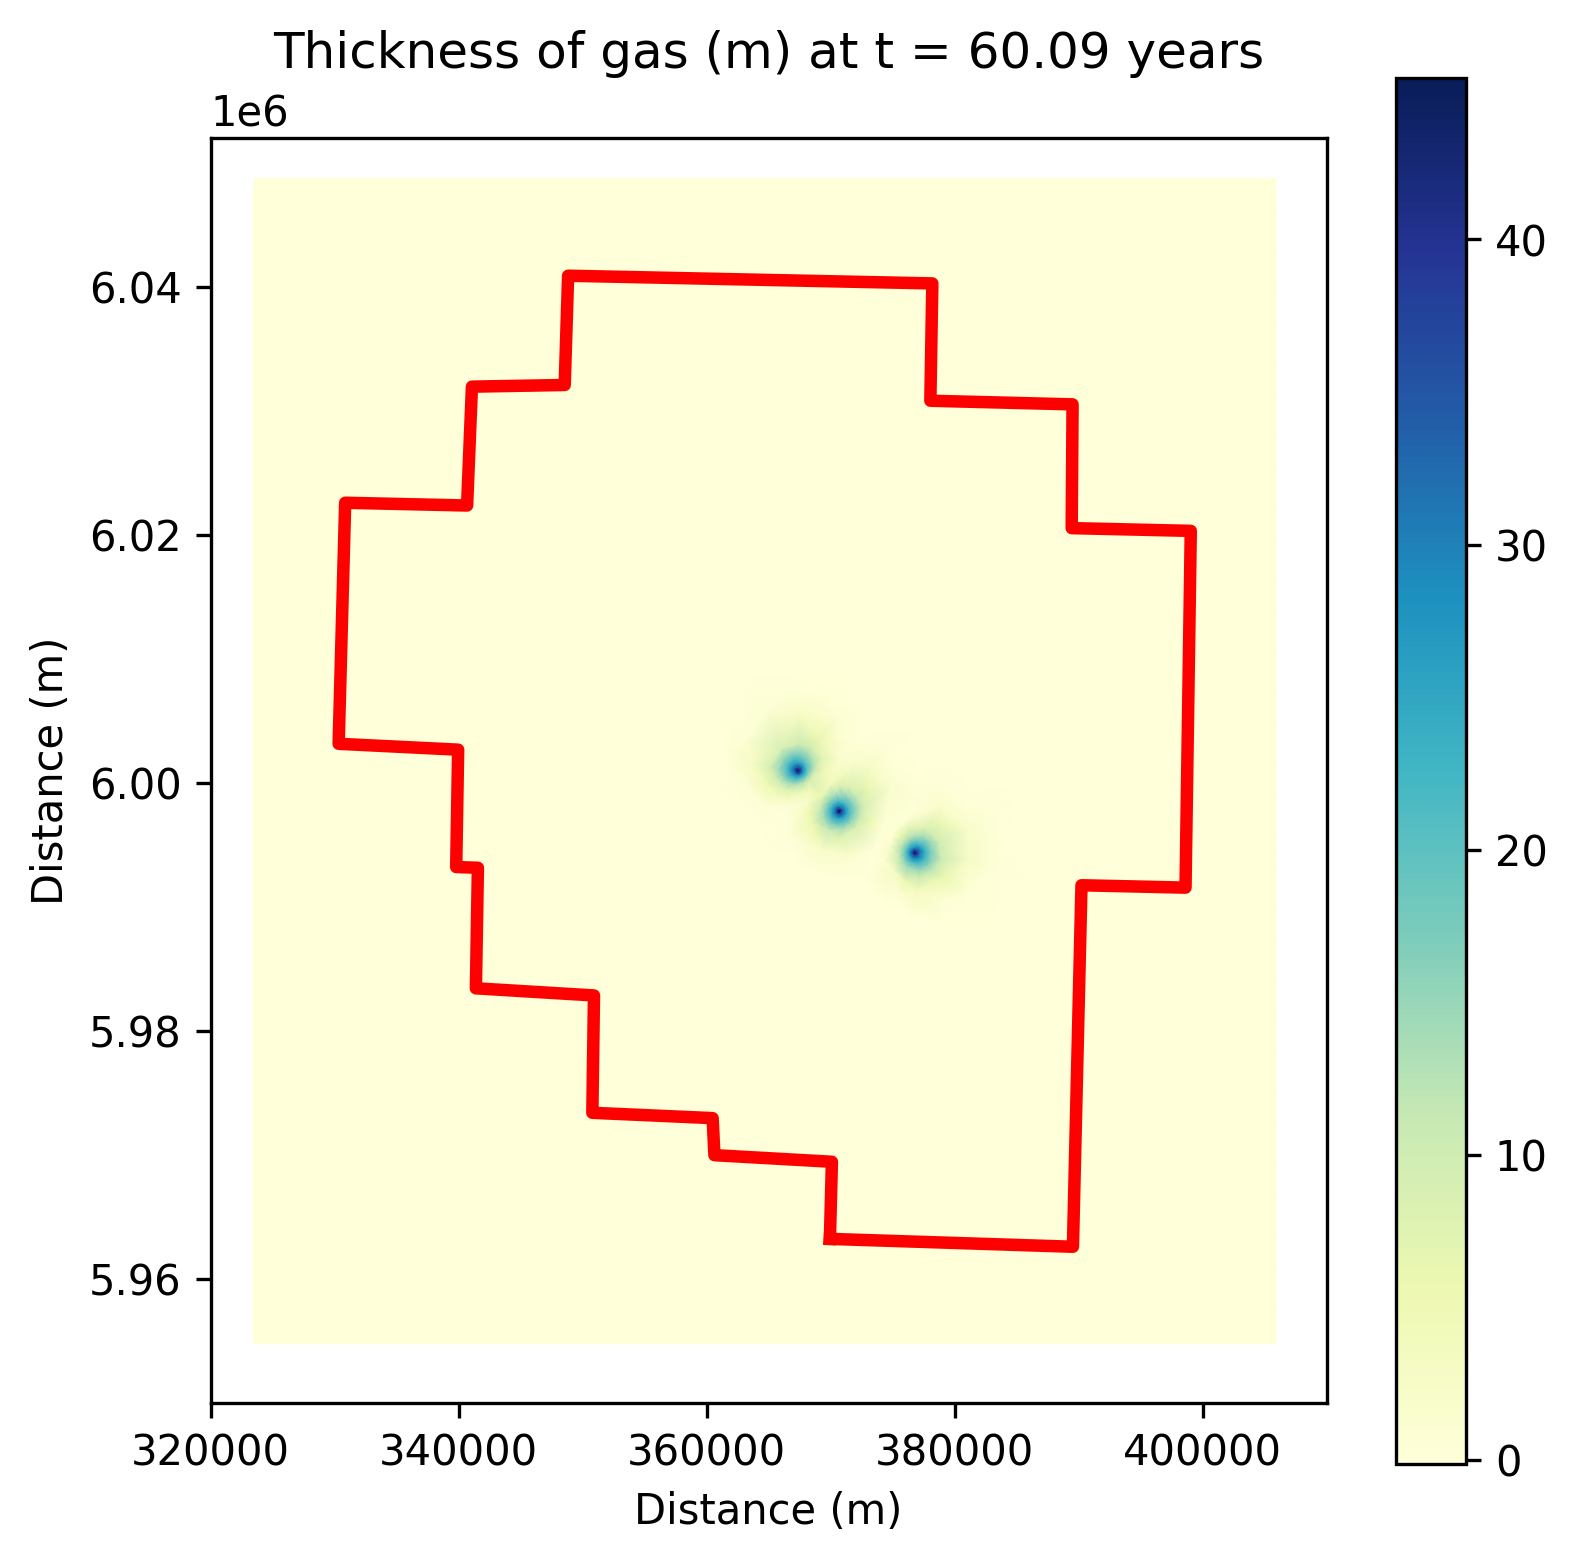 Thickness of gas (m) at t = 60.09 years
1e6
6.04
6.02
6.00
5.98
5.96
Distance (m)
320000 340000 360000 380000 400000
Distance (m)
40
30
20
10
0